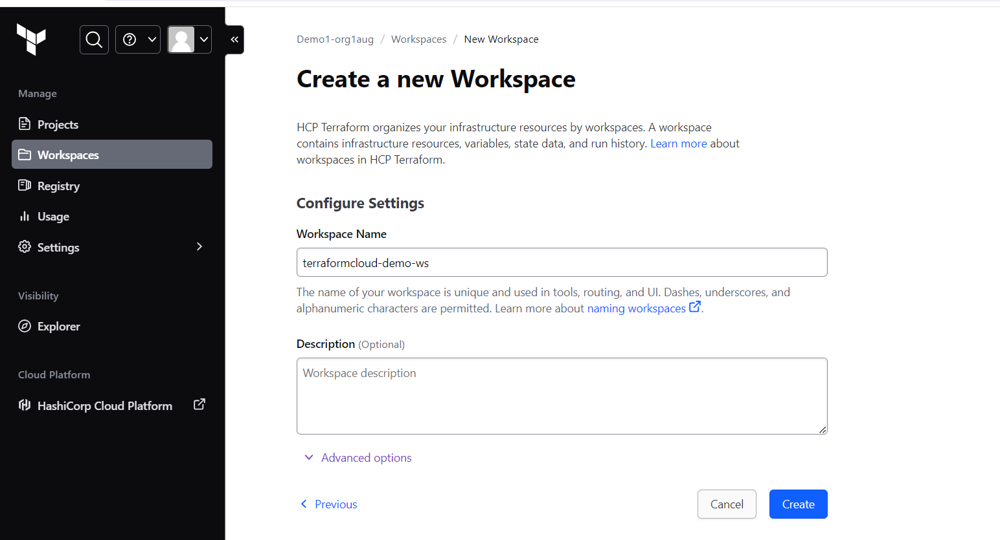 Manage
Projects
Workspaces
Registry
Usage
Settings
Visibility
Explorer
Cloud Platform
HashiCorp Cloud Platform
Demo1-org1aug / Workspaces / New Workspace
Create a new Workspace
HCP Terraform organizes your infrastructure resources by workspaces. A workspace
contains infrastructure resources, variables, state data, and run history. Learn more about
workspaces in HCP Terraform.
Configure Settings
Workspace Name
terraformcloud-demo-ws
The name of your workspace is unique and used in tools, routing, and UI. Dashes, underscores, and
alphanumeric characters are permitted. Learn more about naming workspaces.
Description (Optional)
Workspace description
Advanced options
Previous
Cancel
Create